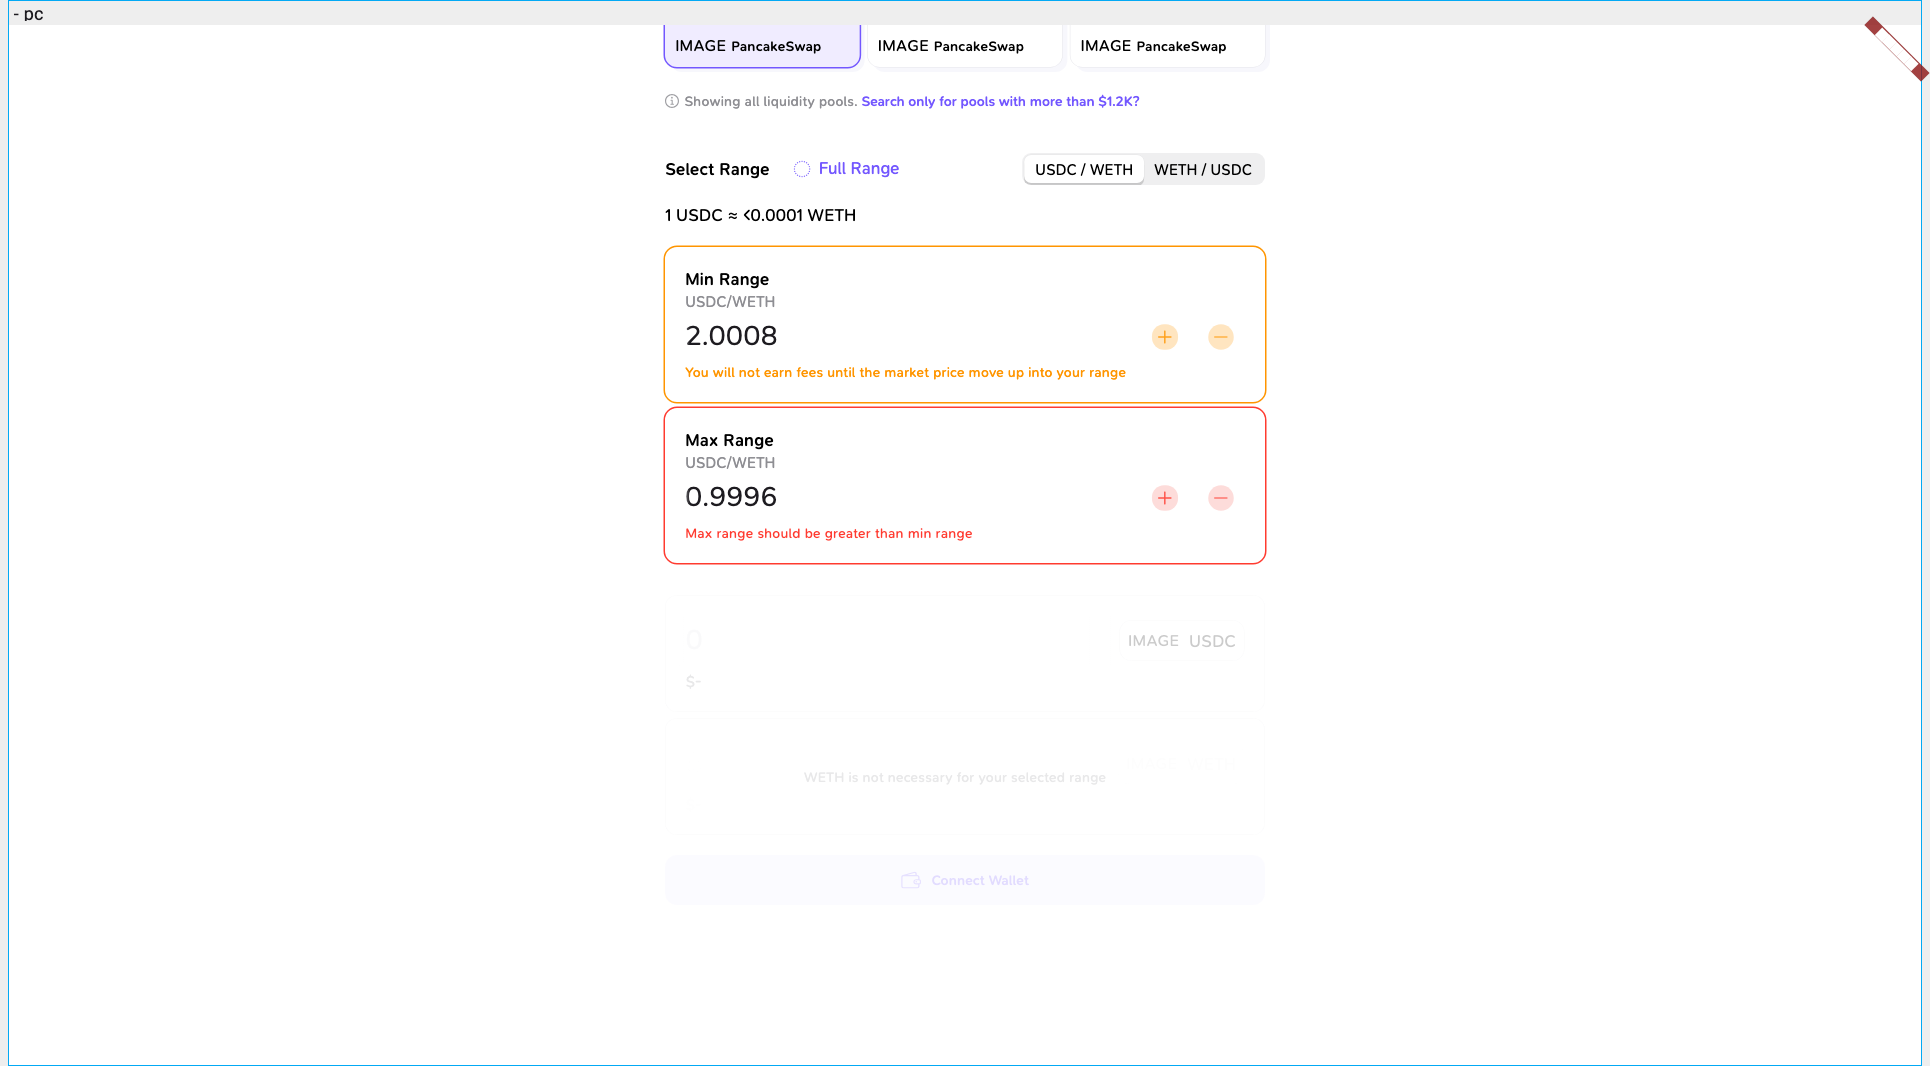 - pc
IMAGE PancakeSwap IMAGE PancakeSwap IMAGE PancakeSwap
Showing all liquidity pools. Search only for pools with more than $1.2K?
Select Range Full Range USDC / WETH WETH / USDC
1 USDC ≈ <0.0001 WETH
Min Range
USDC/WETH
2.0008
You will not earn fees until the market price move up into your range
Max Range
USDC/WETH
0.9996
Max range should be greater than min range
0 IMAGE USDC
$-
IMAGE WETH
WETH is not necessary for your selected range
Connect Wallet